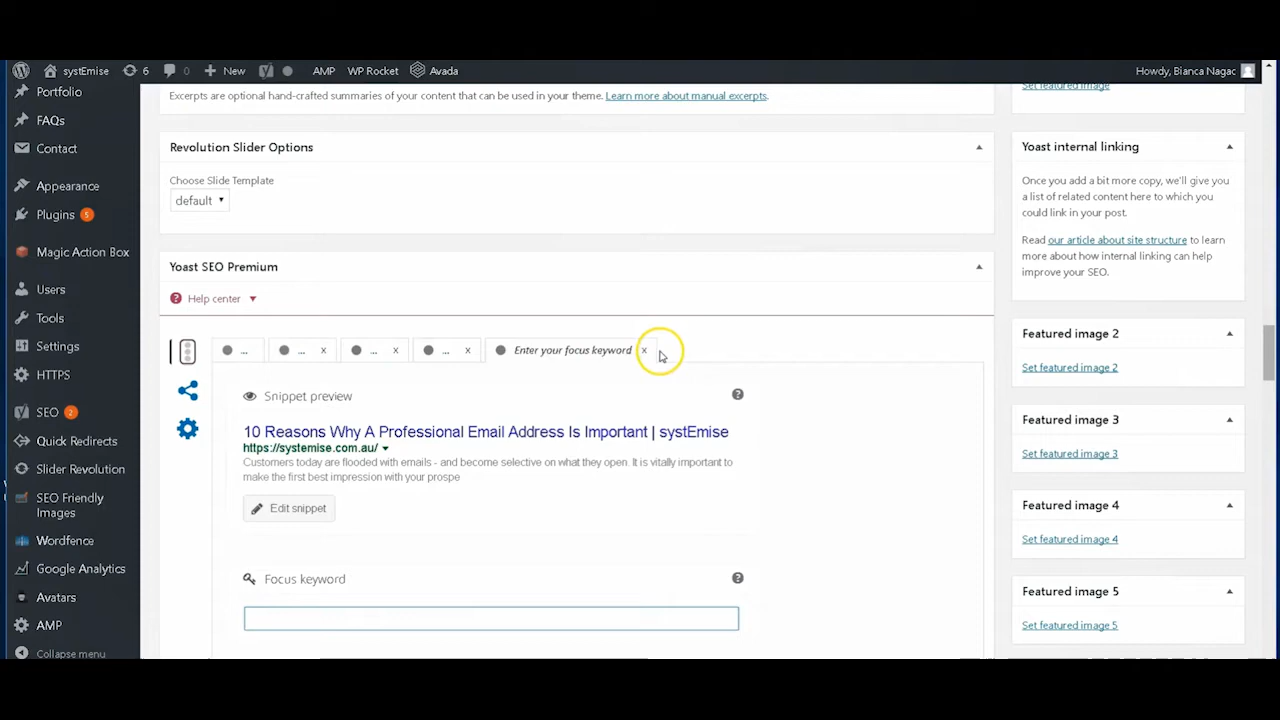 systEmise 6 0 New AMP WP Rocket Avada Howdy, Bianca Nagac
Portfolio
FAQs
Contact
Appearance
Plugins 5
Magic Action Box
Users
Tools
Settings
HTTPS
SEO 2
Quick Redirects
Slider Revolution
SEO Friendly
Images
Wordfence
Google Analytics
Avatars
AMP
Collapse menu
Excerpts are optional hand-crafted summaries of your content that can be used in your theme. Learn more about manual excerpts.
Revolution Slider Options
Choose Slide Template
default
Yoast SEO Premium
Help center
... ... x ... x ... x Enter your focus keyword x
Snippet preview
10 Reasons Why A Professional Email Address Is Important | systEmise
https://systemise.com.au/
Customers today are flooded with emails - and become selective on what they open. It is vitally important to
make the first best impression with your prospe
Edit snippet
Focus keyword
Set featured image
Yoast internal linking
Once you add a bit more copy, we'll give you
a list of related content here to which you
could link in your post.
Read our article about site structure to learn
more about how internal linking can help
improve your SEO.
Featured image 2
Set featured image 2
Featured image 3
Set featured image 3
Featured image 4
Set featured image 4
Featured image 5
Set featured image 5